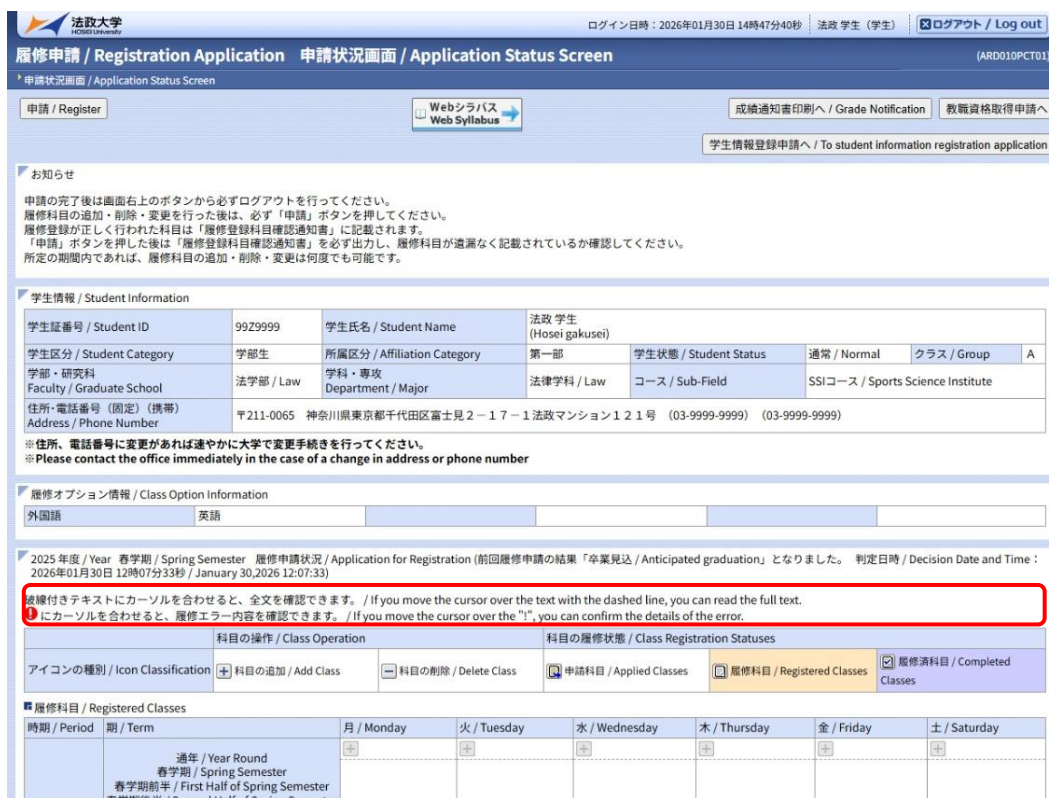 法政大学
HOSEI University
ログイン日時：2026年01月30日 14時47分40秒 法政 学生（学生） ログアウト / Log out
履修申請 / Registration Application 申請状況画面 / Application Status Screen (ARD010PCT01)
申請状況画面 / Application Status Screen
申請 / Register Webシラバス Web Syllabus 成績通知書印刷へ / Grade Notification 教職資格取得申請へ
学生情報登録申請へ / To student information registration application
お知らせ
申請の完了後は画面右上のボタンから必ずログアウトを行ってください。
履修科目の追加・削除・変更を行った後は、必ず「申請」ボタンを押してください。
履修登録が正しく行われた科目は「履修登録科目確認通知書」に記載されます。
「申請」ボタンを押した後は「履修登録科目確認通知書」を必ず出力し、履修科目が遺漏なく記載されているか確認してください。
所定の期間内であれば、履修科目の追加・削除・変更は何度でも可能です。
学生情報 / Student Information
学生証番号 / Student ID 99Z9999 学生氏名 / Student Name 法政 学生
(Hosei gakusei)
学生区分 / Student Category 学部生 所属区分 / Affiliation Category 第一部 学生状態 / Student Status 通常 / Normal クラス / Group A
学部・研究科
Faculty / Graduate School 法学部 / Law 学科・専攻
Department / Major 法律学科 / Law コース / Sub-Field SSIコース / Sports Science Institute
住所・電話番号（固定）（携帯）
Address / Phone Number 〒211-0065 神奈川県東京都千代田区富士見２－１７－１法政マンション１２１号 (03-9999-9999) (03-9999-9999)
※住所、電話番号に変更があれば速やかに大学で変更手続きを行ってください。
※Please contact the office immediately in the case of a change in address or phone number
履修オプション情報 / Class Option Information
外国語 英語
2025 年度 / Year 春学期 / Spring Semester 履修申請状況 / Application for Registration (前回履修申請の結果「卒業見込 / Anticipated graduation」となりました。 判定日時 / Decision Date and Time：
2026年01月30日 12時07分33秒 / January 30,2026 12:07:33)
破線付きテキストにカーソルを合わせると、全文を確認できます。 / If you move the cursor over the text with the dashed line, you can read the full text.
にカーソルを合わせると、履修エラー内容を確認できます。 / If you move the cursor over the "!", you can confirm the details of the error.
科目の操作 / Class Operation 科目の履修状態 / Class Registration Statuses
アイコンの種別 / Icon Classification 科目の追加 / Add Class 科目の削除 / Delete Class 申請科目 / Applied Classes 履修科目 / Registered Classes 履修済科目 / Completed
Classes
履修科目 / Registered Classes
時期 / Period 期 / Term 月 / Monday 火 / Tuesday 水 / Wednesday 木 / Thursday 金 / Friday 土 / Saturday
通年 / Year Round
春学期 / Spring Semester
春学期前半 / First Half of Spring Semester